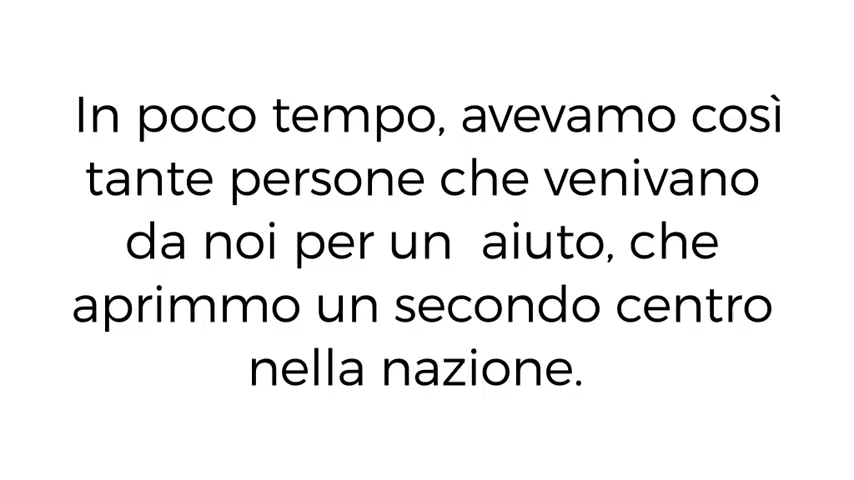 In poco tempo, avevamo così
tante persone che venivano
da noi per un  aiuto, che
aprimmo un secondo centro
nella nazione.